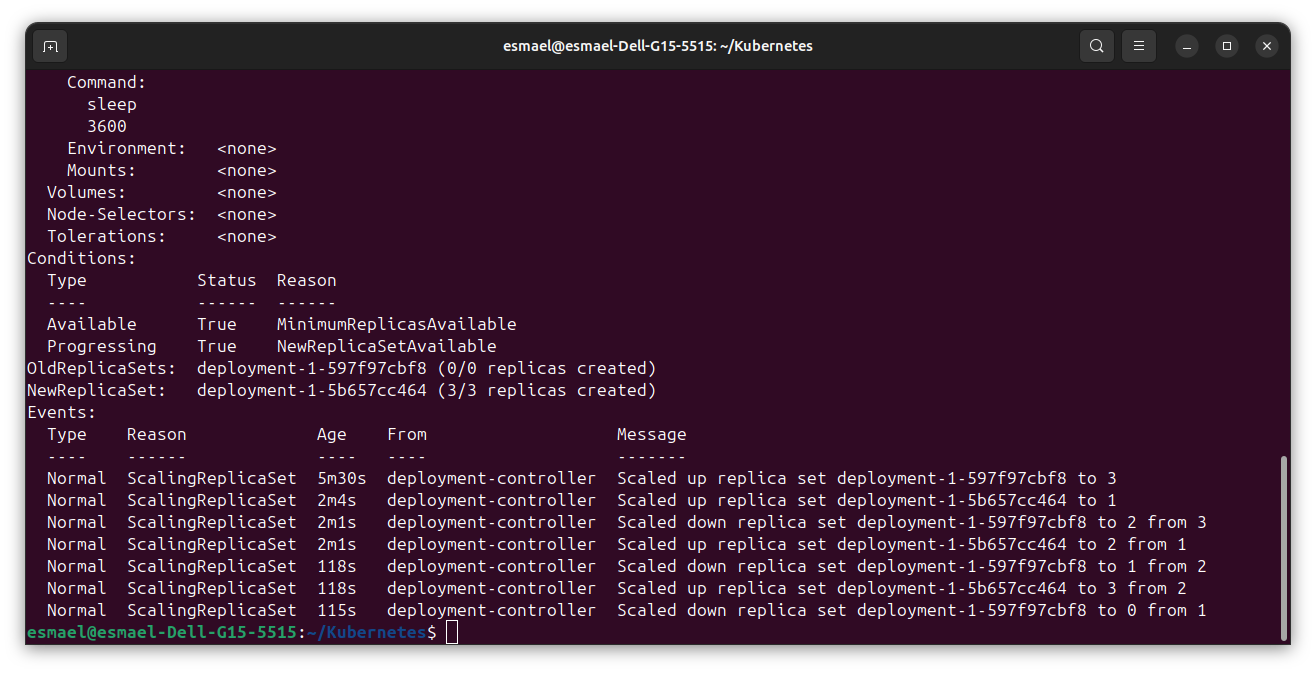 esmael@esmael-Dell-G15-5515: ~/Kubernetes
    Command:
      sleep
      3600
    Environment:   <none>
    Mounts:        <none>
  Volumes:         <none>
  Node-Selectors:  <none>
  Tolerations:     <none>
Conditions:
  Type           Status  Reason
  ----           ------  ------
  Available      True    MinimumReplicasAvailable
  Progressing    True    NewReplicaSetAvailable
OldReplicaSets:  deployment-1-597f97cbf8 (0/0 replicas created)
NewReplicaSet:   deployment-1-5b657cc464 (3/3 replicas created)
Events:
  Type    Reason             Age    From                   Message
  ----    ------             ----   ----                   -------
  Normal  ScalingReplicaSet  5m30s  deployment-controller  Scaled up replica set deployment-1-597f97cbf8 to 3
  Normal  ScalingReplicaSet  2m4s   deployment-controller  Scaled up replica set deployment-1-5b657cc464 to 1
  Normal  ScalingReplicaSet  2m1s   deployment-controller  Scaled down replica set deployment-1-597f97cbf8 to 2 from 3
  Normal  ScalingReplicaSet  2m1s   deployment-controller  Scaled up replica set deployment-1-5b657cc464 to 2 from 1
  Normal  ScalingReplicaSet  118s   deployment-controller  Scaled down replica set deployment-1-597f97cbf8 to 1 from 2
  Normal  ScalingReplicaSet  118s   deployment-controller  Scaled up replica set deployment-1-5b657cc464 to 3 from 2
  Normal  ScalingReplicaSet  115s   deployment-controller  Scaled down replica set deployment-1-597f97cbf8 to 0 from 1
esmael@esmael-Dell-G15-5515:~/Kubernetes$